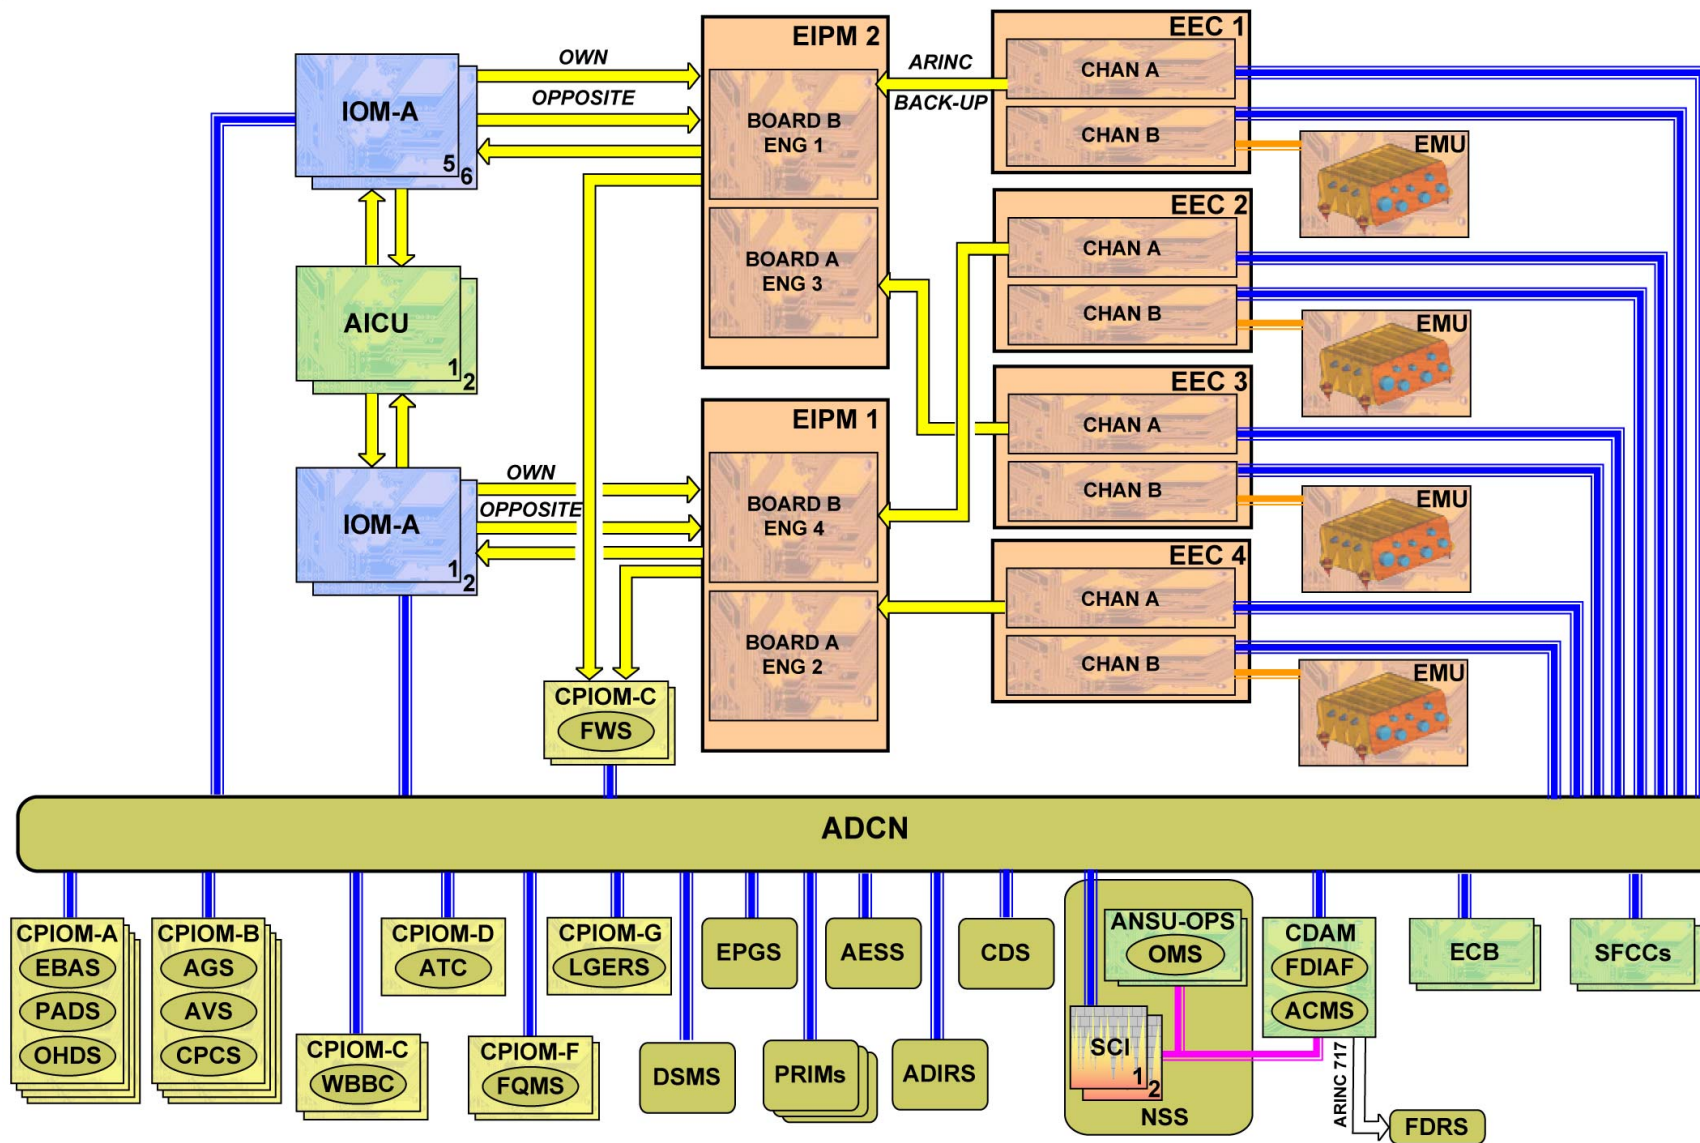 EIPM 2
BOARD B
ENG 1
BOARD A
ENG 3
EEC 1
CHAN A
CHAN B
EMU
ARINC
BACK-UP
OWN
OPPOSITE
IOM-A
5
6
AICU
1
2
EEC 2
CHAN A
CHAN B
EMU
EEC 3
CHAN A
CHAN B
EMU
EIPM 1
BOARD B
ENG 4
BOARD A
ENG 2
OWN
OPPOSITE
IOM-A
1
2
EEC 4
CHAN A
CHAN B
EMU
CPIOM-C
FWS
ADCN
CPIOM-A
EBAS
PADS
OHDS
CPIOM-B
AGS
AVS
CPCS
CPIOM-C
WBBC
CPIOM-D
ATC
CPIOM-F
FQMS
CPIOM-G
LGERS
DSMS
EPGS
PRIMs
AESS
ADIRS
CDS
ANSU-OPS
OMS
SCI
1
2
NSS
CDAM
FDIAF
ACMS
ARINC 717
FDRS
ECB
SFCCs